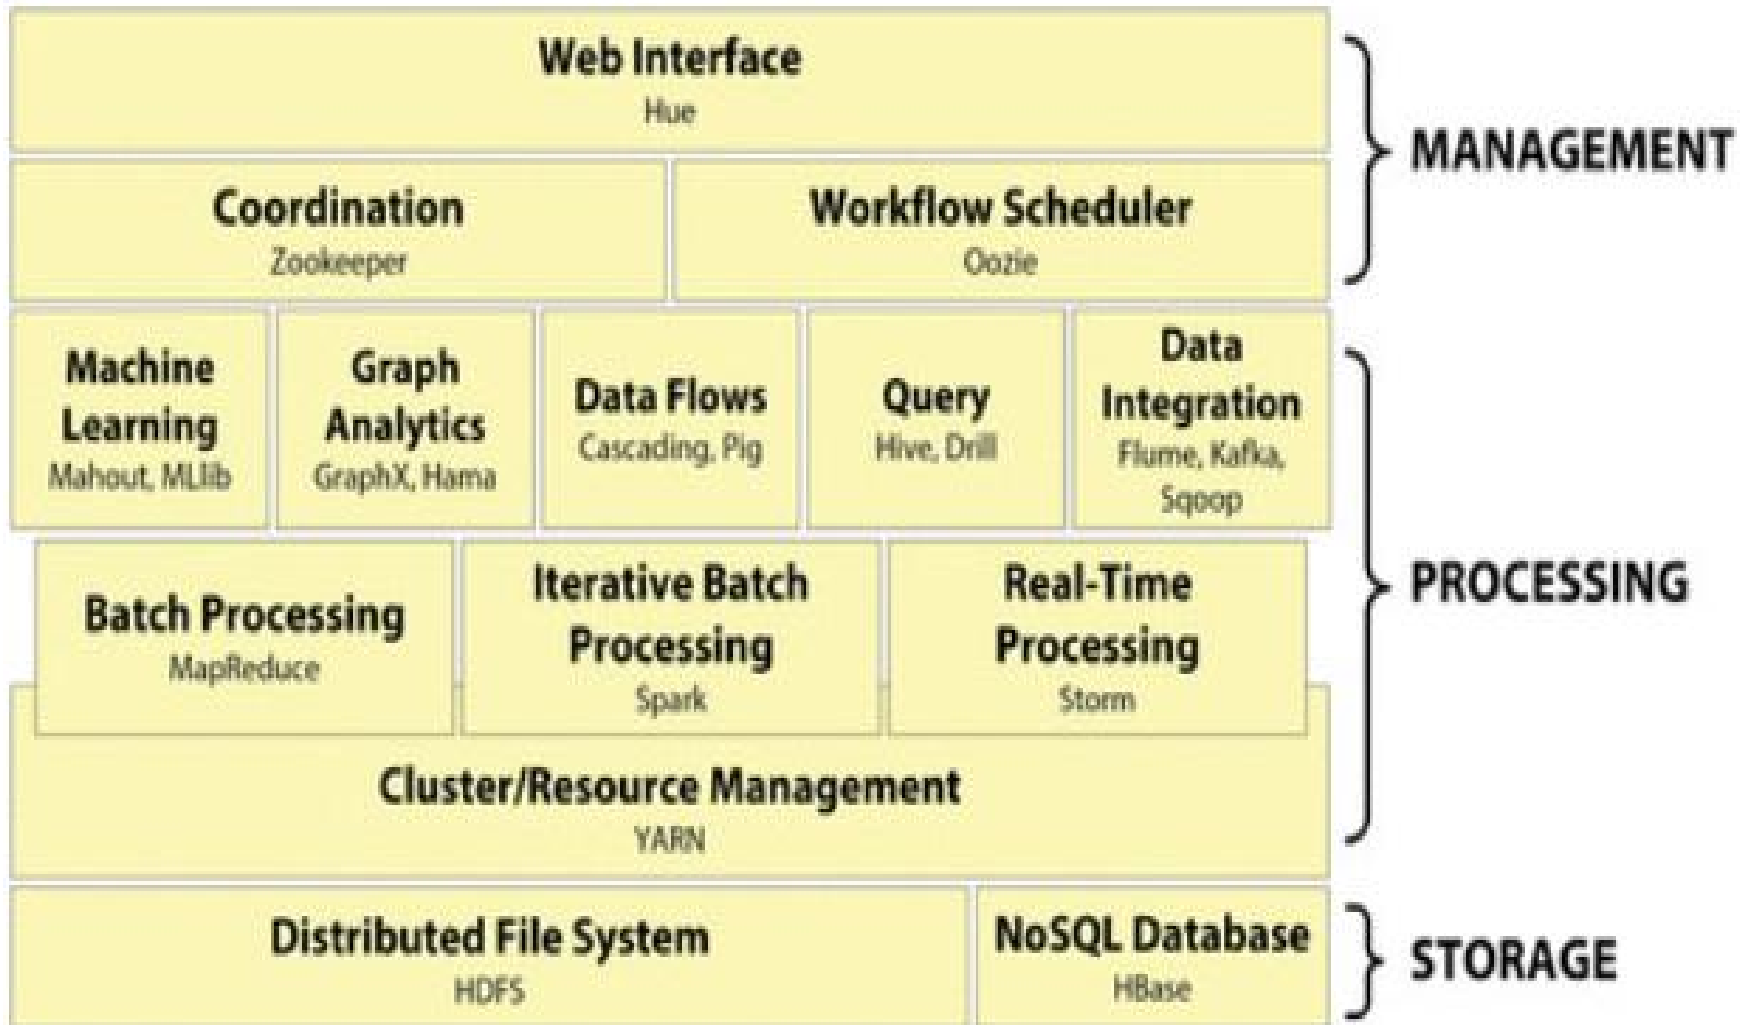 Web Interface
Hue
MANAGEMENT
Coordination
Zookeeper
Workflow Scheduler
Oozie
Machine
Learning
Mahout, MLlib
Graph
Analytics
GraphX, Hama
Data Flows
Cascading, Pig
Query
Hive, Drill
Data
Integration
Flume, Kafka,
Sqoop
PROCESSING
Batch Processing
MapReduce
Iterative Batch
Processing
Spark
Real-Time
Processing
Storm
Cluster/Resource Management
YARN
Distributed File System
HDFS
NoSQL Database
HBase
STORAGE